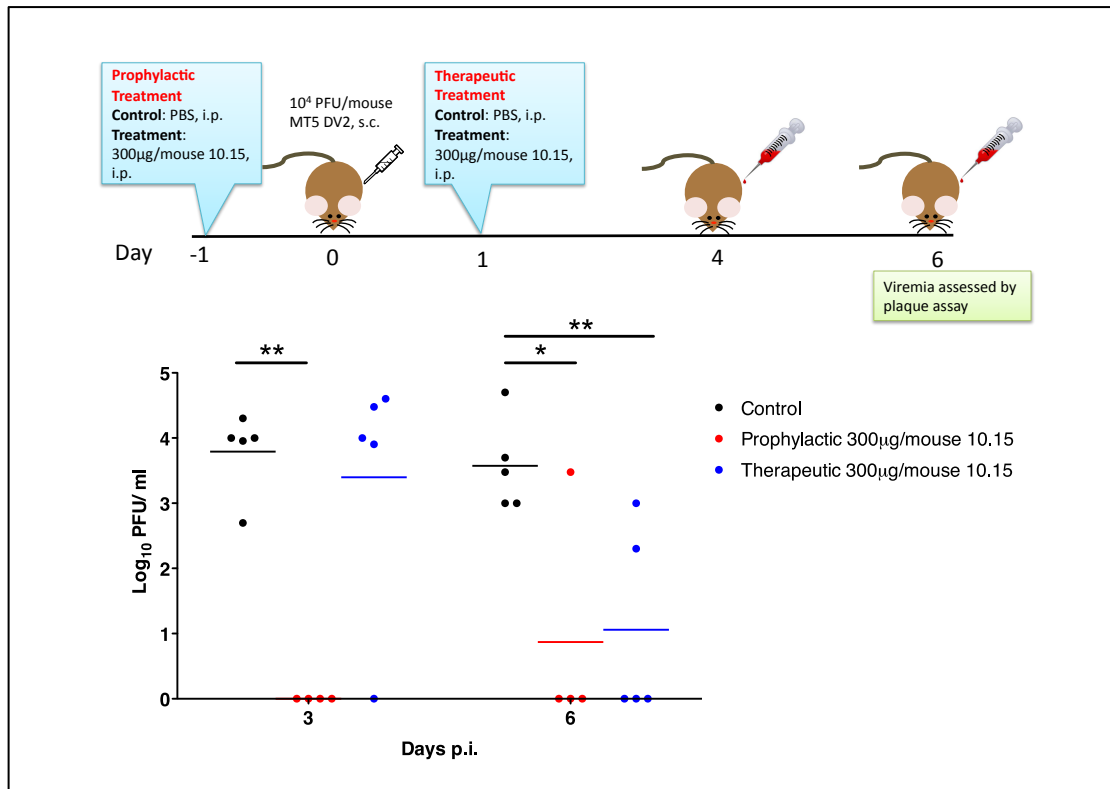 Prophylactic
Treatment
Control: PBS, i.p.
Treatment:
300µg/mouse 10.15,
i.p.
10⁴ PFU/mouse
MT5 DV2, s.c.
Therapeutic
Treatment
Control: PBS, i.p.
Treatment:
300µg/mouse 10.15,
i.p.
Day -1 0 1 4 6
Viremia assessed by
plaque assay
**
**
*
5
4
3
2
1
0
Log₁₀ PFU/ ml
3 6
Days p.i.
Control
Prophylactic 300µg/mouse 10.15
Therapeutic 300µg/mouse 10.15